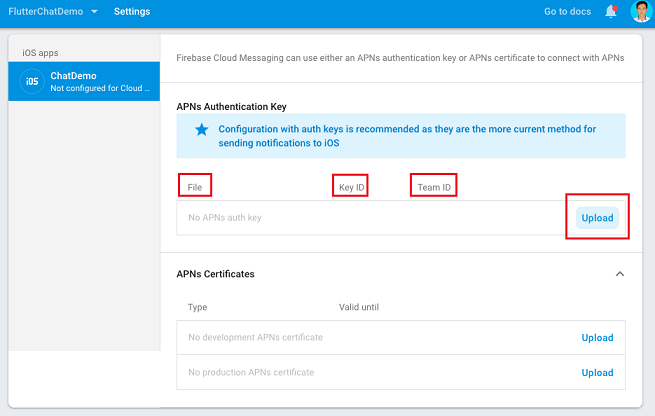 FlutterChatDemo Settings Go to docs
iOS apps
iOS
ChatDemo
Not configured for Cloud ...
Firebase Cloud Messaging can use either an APNs authentication key or APNs certificate to connect with APNs
APNs Authentication Key
Configuration with auth keys is recommended as they are the more current method for
sending notifications to iOS
File Key ID Team ID
No APNs auth key Upload
APNs Certificates
Type Valid until
No development APNs certificate Upload
No production APNs certificate Upload